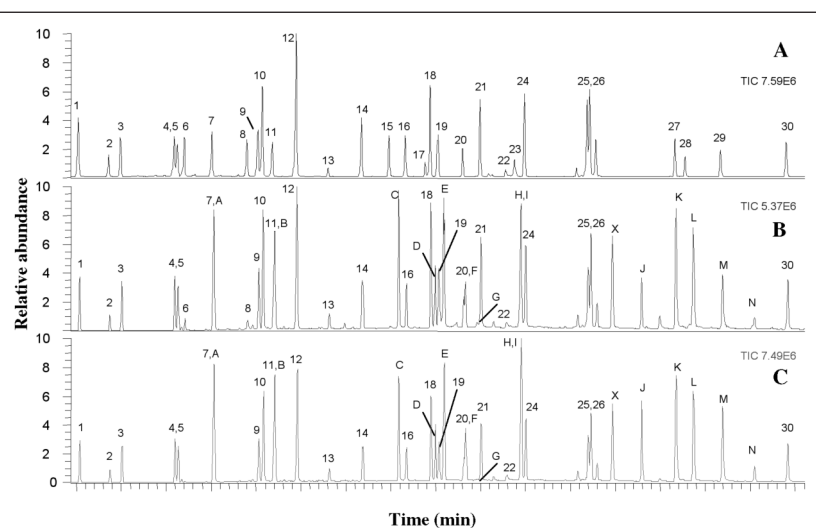 Relative abundance
10
8
6
4
2
1
2
3
4,5
6
7
8
9
10
11
12
13
14
15
16
17
18
19
20
21
22
23
24
25,26
27
28
29
30
A
TIC 7.59E6
10
8
6
4
2
0
1
2
3
4,5
6
7,A
8
9
10
11,B
12
13
14
C
16
18
D
E
19
20,F
21
G
22
H,I
24
25,26
X
J
K
L
M
N
30
TIC 5.37E6
B
10
8
6
4
2
0
1
2
3
4,5
7,A
9
10
11,B
12
13
14
C
16
18
D
E
19
20,F
21
G
22
H,I
24
25,26
X
J
K
L
M
N
30
TIC 7.49E6
C
Time (min)